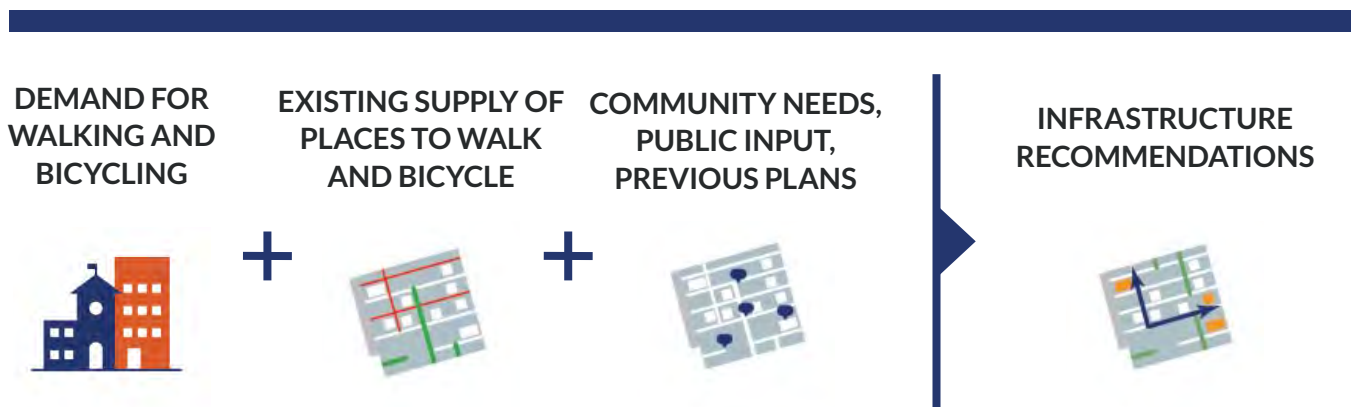 DEMAND FOR
WALKING AND
BICYCLING
EXISTING SUPPLY OF
PLACES TO WALK
AND BICYCLE
COMMUNITY NEEDS,
PUBLIC INPUT,
PREVIOUS PLANS
INFRASTRUCTURE
RECOMMENDATIONS